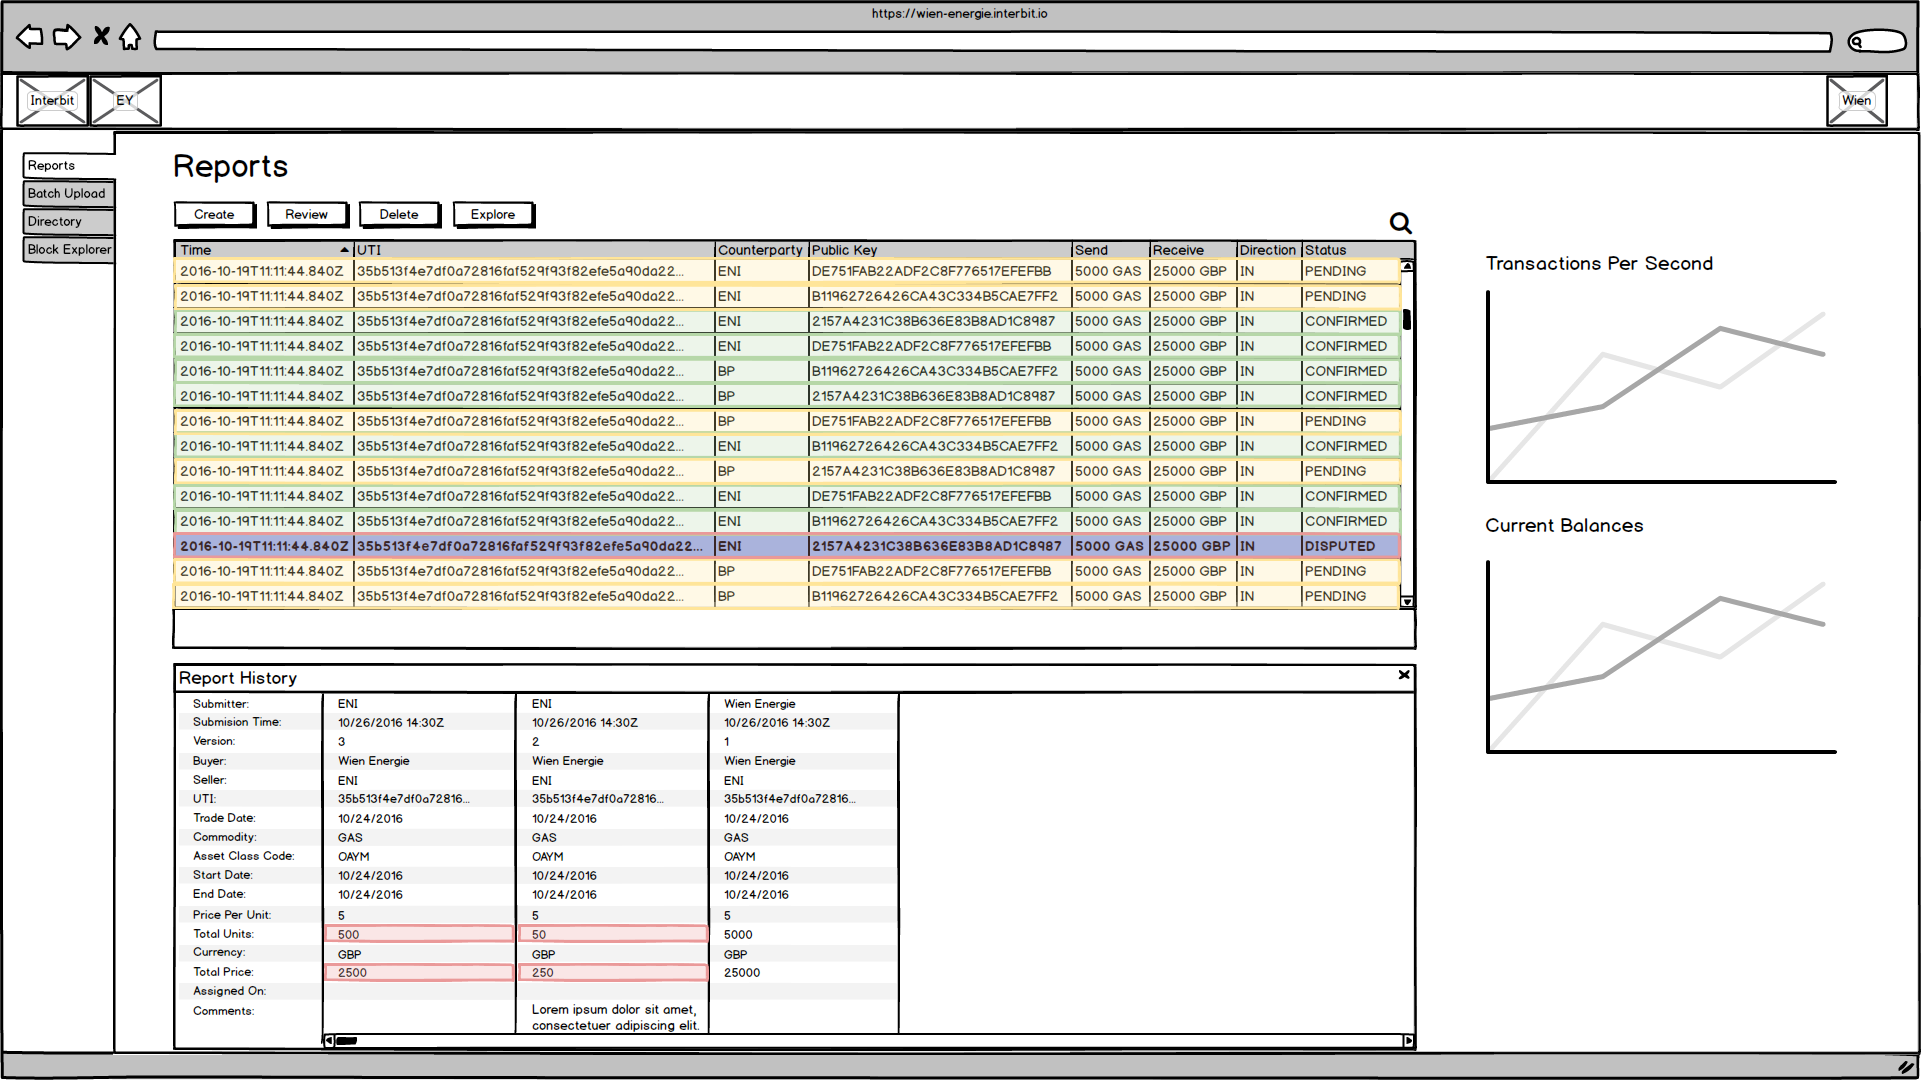 https://wien-energie.interbit.io
Interbit EY Wien
Reports
Batch Upload
Directory
Block Explorer
Reports
Create Review Delete Explore
Time UTI Counterparty Public Key Send Receive Direction Status
2016-10-19T11:11:44.840Z 35b513f4e7df0a72816faf529f93f82efe5a90da22... ENI DE751FAB22ADF2C8F776517EFEFBB 5000 GAS 25000 GBP IN PENDING
2016-10-19T11:11:44.840Z 35b513f4e7df0a72816faf529f93f82efe5a90da22... ENI B11962726426CA43C334B5CAE7FF2 5000 GAS 25000 GBP IN PENDING
2016-10-19T11:11:44.840Z 35b513f4e7df0a72816faf529f93f82efe5a90da22... ENI 2157A4231C38B636E83B8AD1C8987 5000 GAS 25000 GBP IN CONFIRMED
2016-10-19T11:11:44.840Z 35b513f4e7df0a72816faf529f93f82efe5a90da22... ENI DE751FAB22ADF2C8F776517EFEFBB 5000 GAS 25000 GBP IN CONFIRMED
2016-10-19T11:11:44.840Z 35b513f4e7df0a72816faf529f93f82efe5a90da22... BP B11962726426CA43C334B5CAE7FF2 5000 GAS 25000 GBP IN CONFIRMED
2016-10-19T11:11:44.840Z 35b513f4e7df0a72816faf529f93f82efe5a90da22... BP 2157A4231C38B636E83B8AD1C8987 5000 GAS 25000 GBP IN CONFIRMED
2016-10-19T11:11:44.840Z 35b513f4e7df0a72816faf529f93f82efe5a90da22... BP DE751FAB22ADF2C8F776517EFEFBB 5000 GAS 25000 GBP IN PENDING
2016-10-19T11:11:44.840Z 35b513f4e7df0a72816faf529f93f82efe5a90da22... ENI B11962726426CA43C334B5CAE7FF2 5000 GAS 25000 GBP IN CONFIRMED
2016-10-19T11:11:44.840Z 35b513f4e7df0a72816faf529f93f82efe5a90da22... BP 2157A4231C38B636E83B8AD1C8987 5000 GAS 25000 GBP IN PENDING
2016-10-19T11:11:44.840Z 35b513f4e7df0a72816faf529f93f82efe5a90da22... ENI DE751FAB22ADF2C8F776517EFEFBB 5000 GAS 25000 GBP IN CONFIRMED
2016-10-19T11:11:44.840Z 35b513f4e7df0a72816faf529f93f82efe5a90da22... ENI B11962726426CA43C334B5CAE7FF2 5000 GAS 25000 GBP IN CONFIRMED
2016-10-19T11:11:44.840Z 35b513f4e7df0a72816faf529f93f82efe5a90da22... ENI 2157A4231C38B636E83B8AD1C8987 5000 GAS 25000 GBP IN DISPUTED
2016-10-19T11:11:44.840Z 35b513f4e7df0a72816faf529f93f82efe5a90da22... BP DE751FAB22ADF2C8F776517EFEFBB 5000 GAS 25000 GBP IN PENDING
2016-10-19T11:11:44.840Z 35b513f4e7df0a72816faf529f93f82efe5a90da22... BP B11962726426CA43C334B5CAE7FF2 5000 GAS 25000 GBP IN PENDING
Report History
Submitter: ENI ENI Wien Energie
Submision Time: 10/26/2016 14:30Z 10/26/2016 14:30Z 10/26/2016 14:30Z
Version: 3 2 1
Buyer: Wien Energie Wien Energie Wien Energie
Seller: ENI ENI ENI
UTI: 35b513f4e7df0a72816... 35b513f4e7df0a72816... 35b513f4e7df0a72816...
Trade Date: 10/24/2016 10/24/2016 10/24/2016
Commodity: GAS GAS GAS
Asset Class Code: OAYM OAYM OAYM
Start Date: 10/24/2016 10/24/2016 10/24/2016
End Date: 10/24/2016 10/24/2016 10/24/2016
Price Per Unit: 5 5 5
Total Units: 500 50 5000
Currency: GBP GBP GBP
Total Price: 2500 250 25000
Assigned On:
Comments: Lorem ipsum dolor sit amet,
consectetuer adipiscing elit.
Transactions Per Second
Current Balances